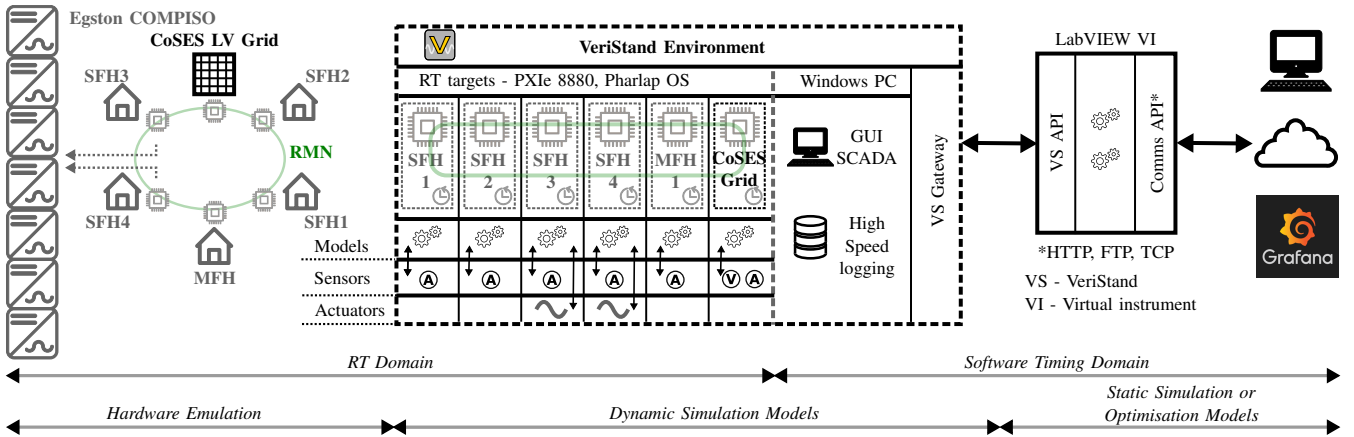 Egston COMPISO
CoSES LV Grid
SFH3
SFH2
RMN
SFH4
SFH1
MFH
VeriStand Environment
RT targets - PXIe 8880, Pharlap OS
Windows PC
SFH
1
SFH
2
SFH
3
SFH
4
MFH
1
CoSES
Grid
Models
Sensors
A
A
A
A
A
V A
Actuators
GUI
SCADA
High
Speed
logging
VS Gateway
LabVIEW VI
VS API
Comms API*
*HTTP, FTP, TCP
VS - VeriStand
VI - Virtual instrument
Grafana
RT Domain
Software Timing Domain
Hardware Emulation
Dynamic Simulation Models
Static Simulation or
Optimisation Models